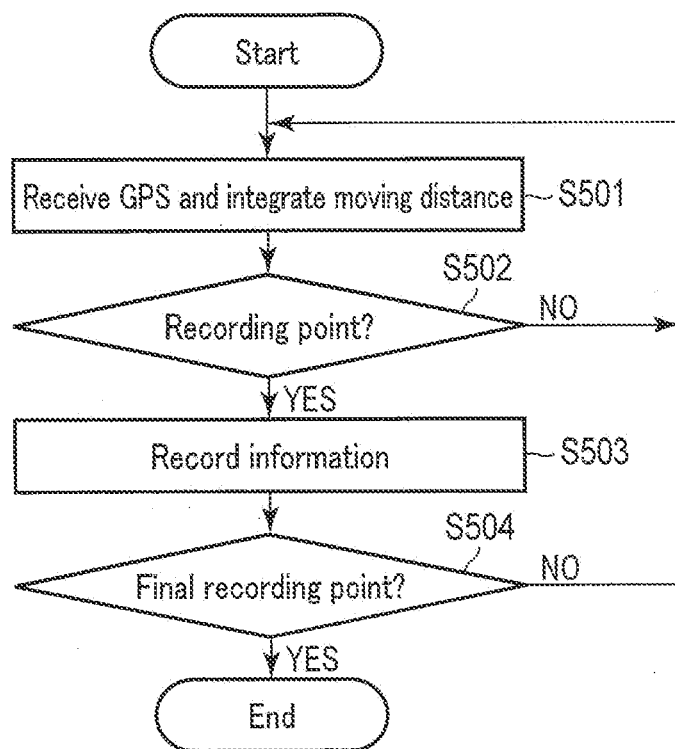 Start
Receive GPS and integrate moving distance
S501
S502
Recording point?
NO
YES
Record information
S503
S504
Final recording point?
NO
YES
End